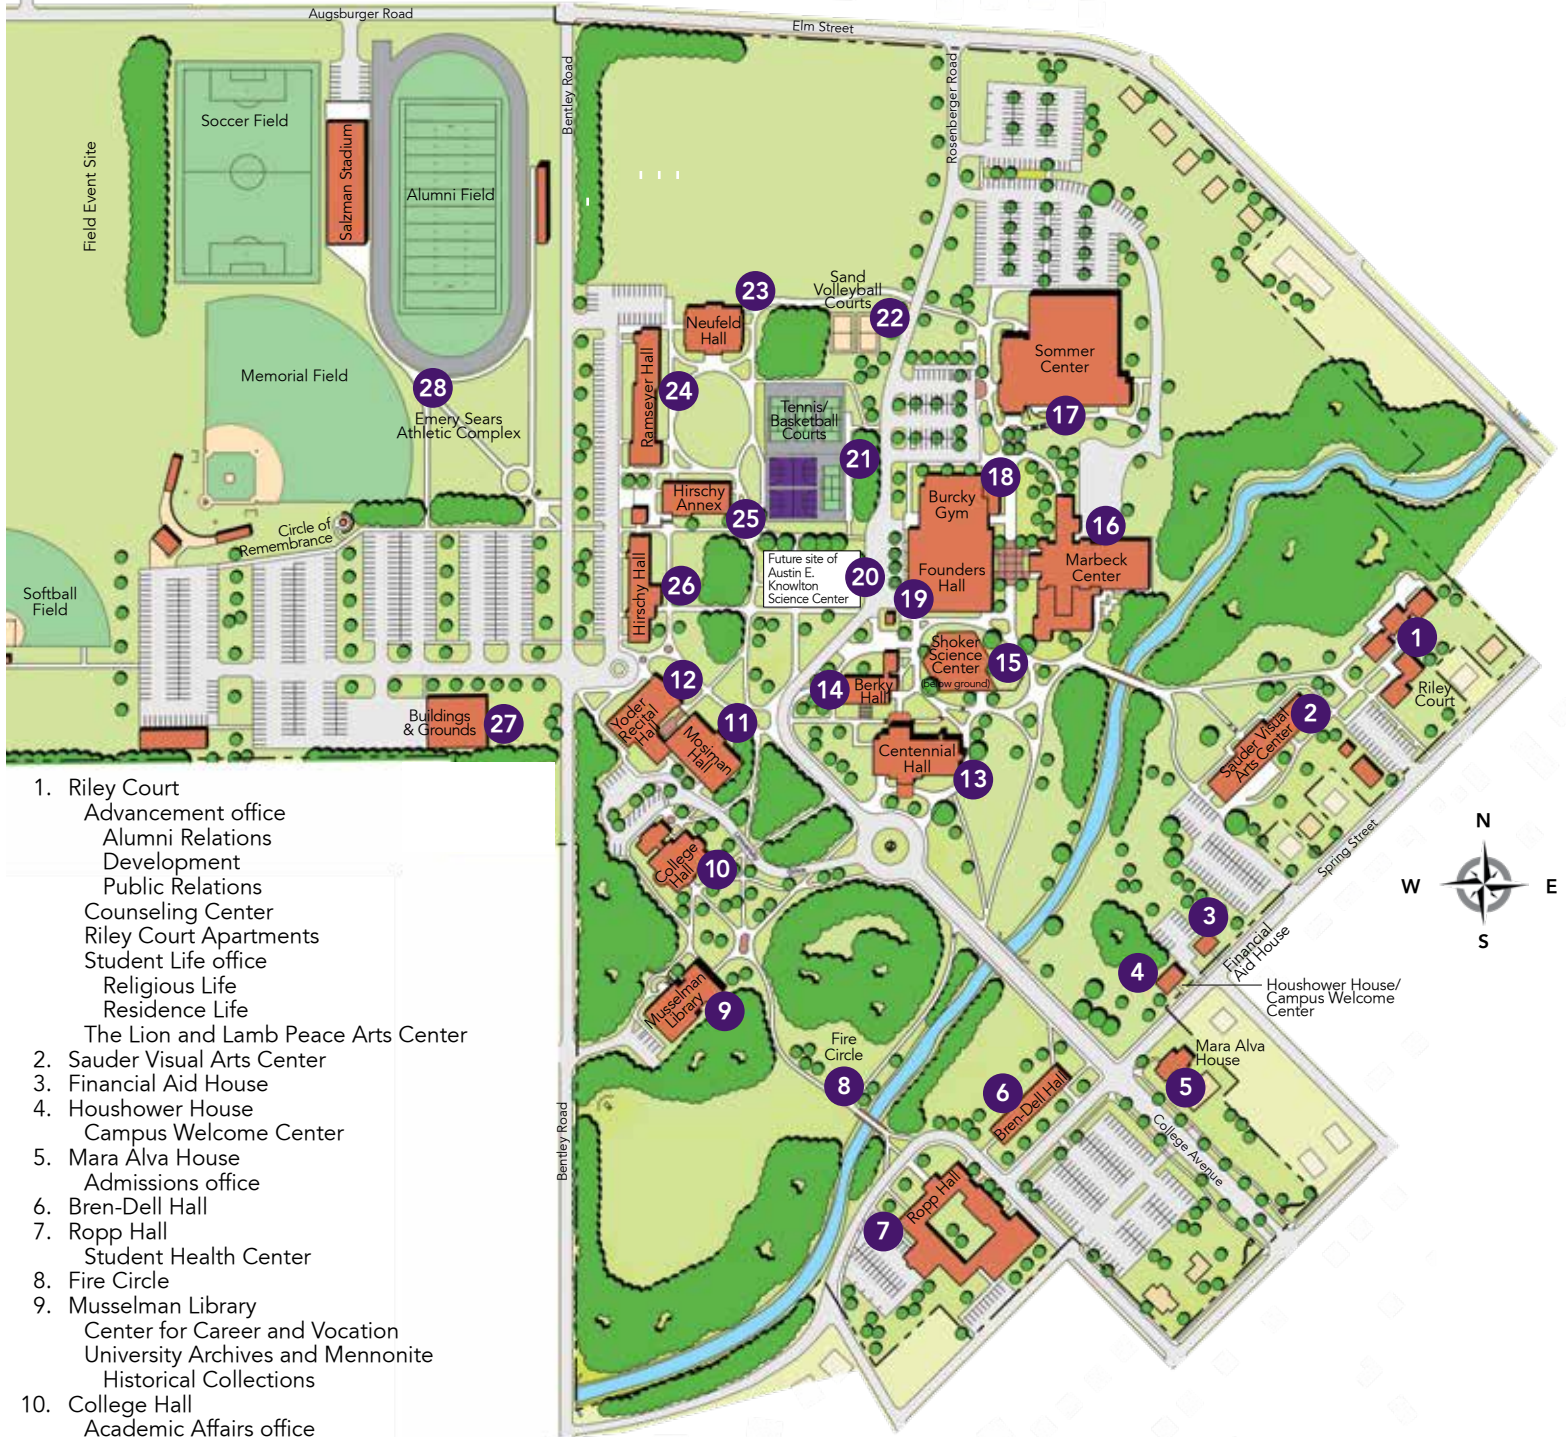 Augsburger Road
Elm Street
Bentley Road
Rosenberger Road
Field Event Site
Soccer Field
Salzman Stadium
Alumni Field
23
Sand
Volleyball
Courts
22
Neufeld
Hall
Sommer
Center
17
Memorial Field
28
Emery Sears
Athletic Complex
Ramseyer Hall
24
Tennis/
Basketball
Courts
21
18
Burcky
Gym
Hirschy
Annex
25
16
Marbeck
Center
Circle of
Remembrance
Future site of
Austin E.
Knowlton
Science Center
20
Founders
Hall
19
Softball
Field
Hirschy Hall
26
1
Riley
Court
Shoker
Science
Center
(below ground)
15
12
14
Berky
Hall
2
Sauder Visual
Arts Center
Buildings
& Grounds
27
Yoder
Recital
Hall
11
Mosiman
Hall
Centennial
Hall
13
College
Hall
10
Spring Street
N
W
E
S
3
Financial
Aid House
4
Houshower House/
Campus Welcome
Center
Musselman
Library
9
Fire
Circle
8
Mara Alva
House
5
6
Bren-Dell Hall
College Avenue
Bentley Road
Ropp Hall
7
1. Riley Court
Advancement office
Alumni Relations
Development
Public Relations
Counseling Center
Riley Court Apartments
Student Life office
Religious Life
Residence Life
The Lion and Lamb Peace Arts Center
2. Sauder Visual Arts Center
3. Financial Aid House
4. Houshower House
Campus Welcome Center
5. Mara Alva House
Admissions office
6. Bren-Dell Hall
7. Ropp Hall
Student Health Center
8. Fire Circle
9. Musselman Library
Center for Career and Vocation
University Archives and Mennonite
Historical Collections
10. College Hall
Academic Affairs office